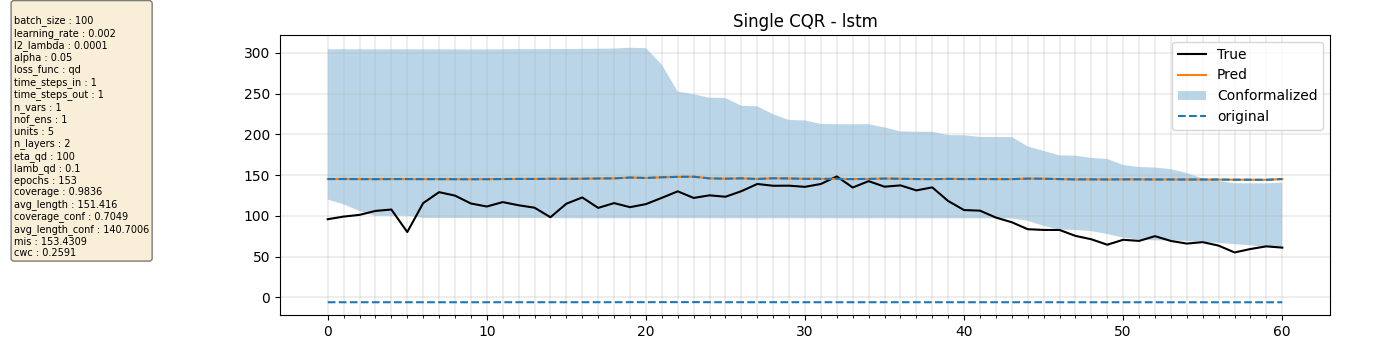 batch_size : 100
learning_rate : 0.002
l2_lambda : 0.0001
alpha : 0.05
loss_func : qd
time_steps_in : 1
time_steps_out : 1
n_vars : 1
nof_ens : 1
units : 5
n_layers : 2
eta_qd : 100
lamb_qd : 0.1
epochs : 153
coverage : 0.9836
avg_length : 151.416
coverage_conf : 0.7049
avg_length_conf : 140.7006
mis : 153.4309
cwc : 0.2591
Single CQR - lstm
300
250
200
150
100
50
0
True
Pred
Conformalized
original
0 10 20 30 40 50 60